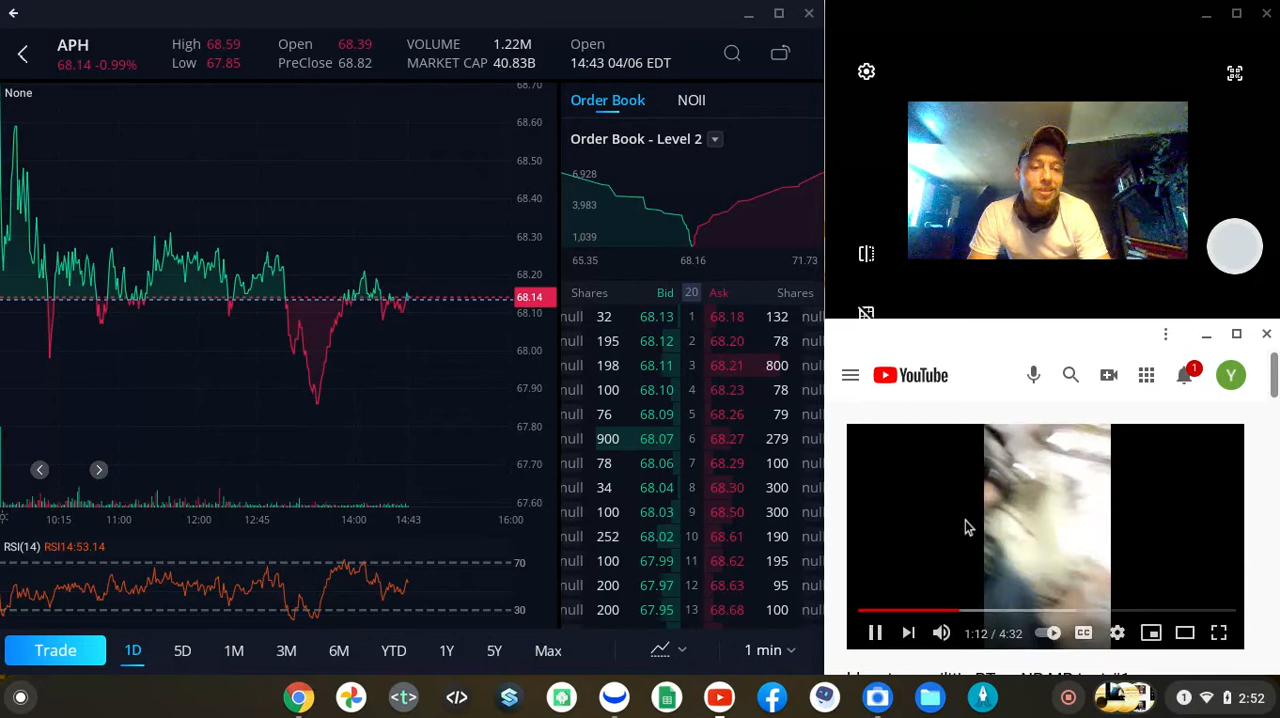 APH
68.14 -0.99%
High 68.59
Low 67.85
Open 68.39
PreClose 68.82
VOLUME 1.22M
MARKET CAP 40.83B
Open
14:43 04/06 EDT
None
68.70
68.60
68.50
68.40
68.30
68.20
68.14
68.10
68.00
67.90
67.80
67.70
67.60
10:15 11:00 12:00 12:45 14:00 14:43 16:00
RSI(14) RSI14:53.14
70
30
Order Book NOII
Order Book - Level 2
6,928
3,983
1,039
65.35 68.16 71.73
Shares Bid 20 Ask Shares
null 32 68.13 1 68.18 132 null
null 195 68.12 2 68.20 78 null
null 198 68.11 3 68.21 800 null
null 100 68.10 4 68.23 78 null
null 76 68.09 5 68.26 79 null
null 900 68.07 6 68.27 279 null
null 78 68.06 7 68.29 100 null
null 34 68.04 8 68.30 300 null
null 100 68.03 9 68.50 300 null
null 252 68.02 10 68.61 190 null
null 100 67.99 11 68.62 195 null
null 200 67.97 12 68.63 95 null
null 200 67.95 13 68.68 100 null
Trade 1D 5D 1M 3M 6M YTD 1Y 5Y Max 1 min
YouTube 1 Y
1:12 / 4:32 CC
1 2:52